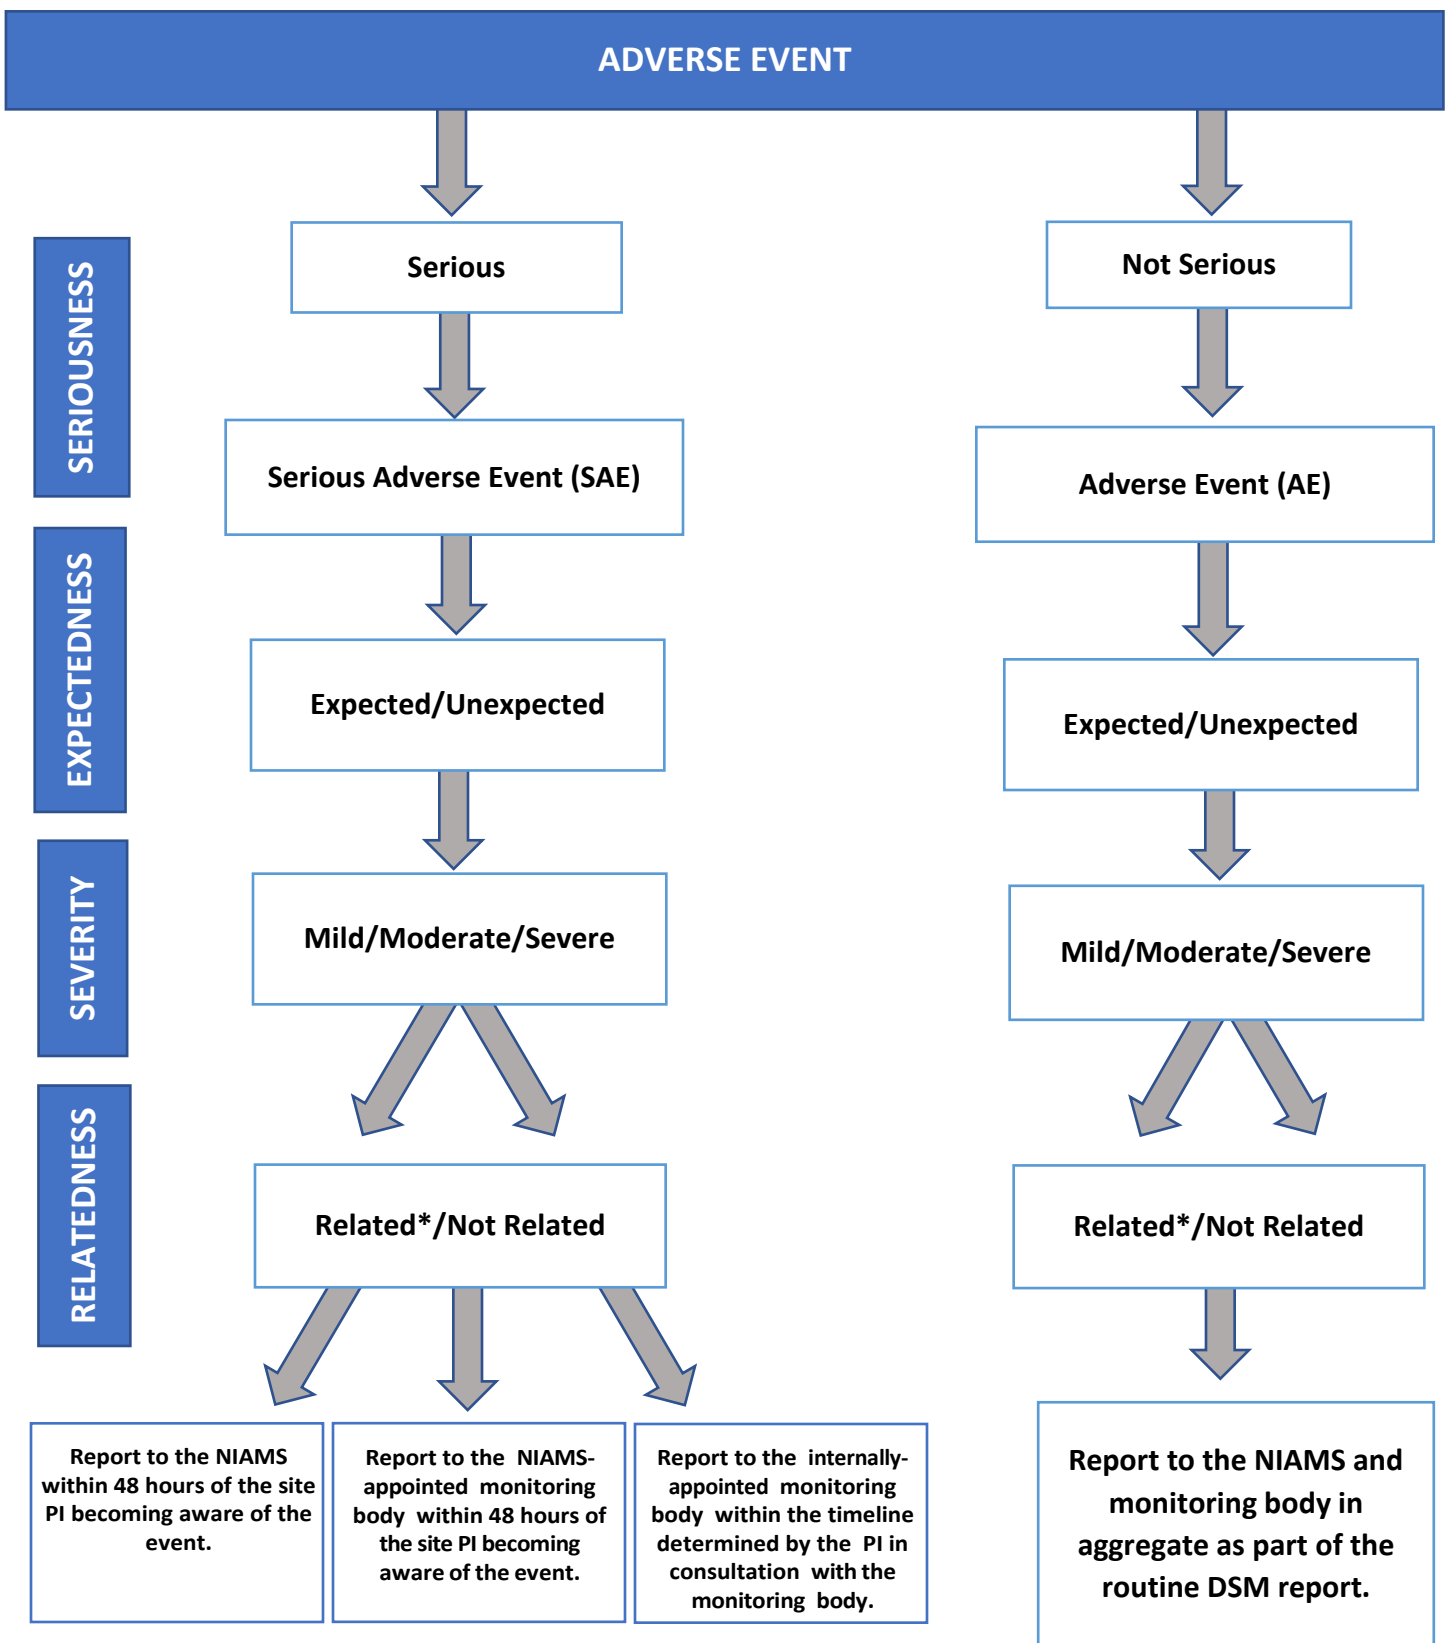 ADVERSE EVENT
SERIOUSNESS
Serious
Not Serious
Serious Adverse Event (SAE)
Adverse Event (AE)
EXPECTEDNESS
Expected/Unexpected
Expected/Unexpected
SEVERITY
Mild/Moderate/Severe
Mild/Moderate/Severe
RELATEDNESS
Related*/Not Related
Related*/Not Related
Report to the NIAMS
within 48 hours of the site
PI becoming aware of the
event.
Report to the NIAMS-
appointed monitoring
body within 48 hours of
the site PI becoming
aware of the event.
Report to the internally-
appointed monitoring
body within the timeline
determined by the PI in
consultation with the
monitoring body.
Report to the NIAMS and
monitoring body in
aggregate as part of the
routine DSM report.